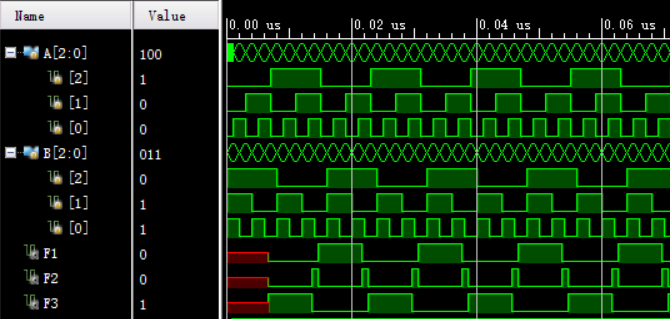 Name Value
0.00 us 0.02 us 0.04 us 0.06 us
A[2:0] 100
[2] 1
[1] 0
[0] 0
B[2:0] 011
[2] 0
[1] 1
[0] 1
F1 0
F2 0
F3 1